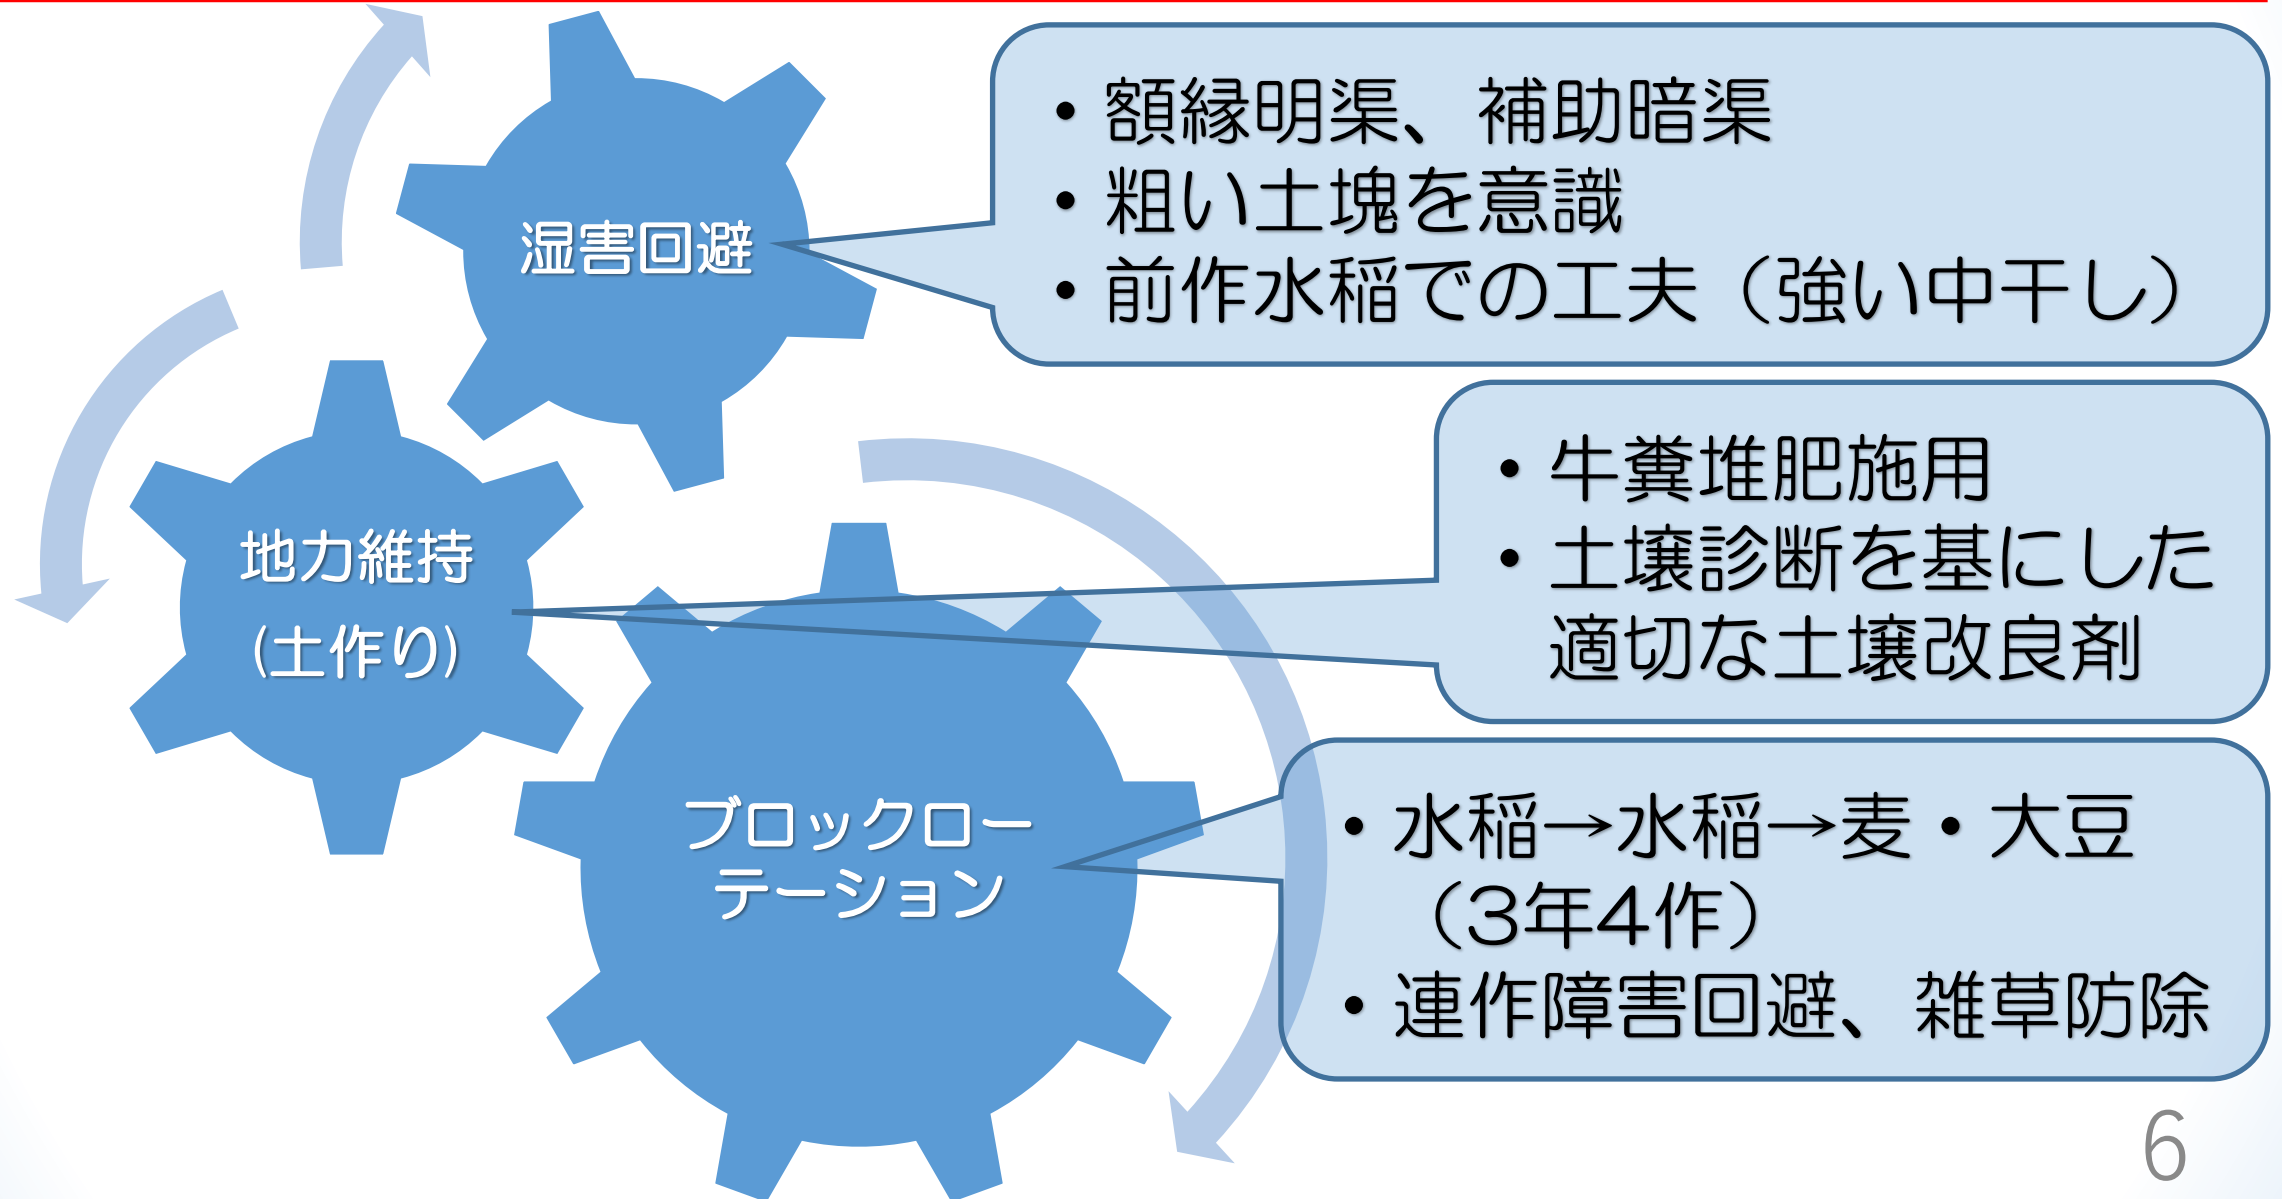 湿害回避
・額縁明渠、補助暗渠
・粗い土塊を意識
・前作水稲での工夫（強い中干し）
地力維持
(土作り)
・牛糞堆肥施用
・土壌診断を基にした
適切な土壌改良剤
ブロックロー
テーション
・水稲→水稲→麦・大豆
（3年4作）
・連作障害回避、雑草防除
6